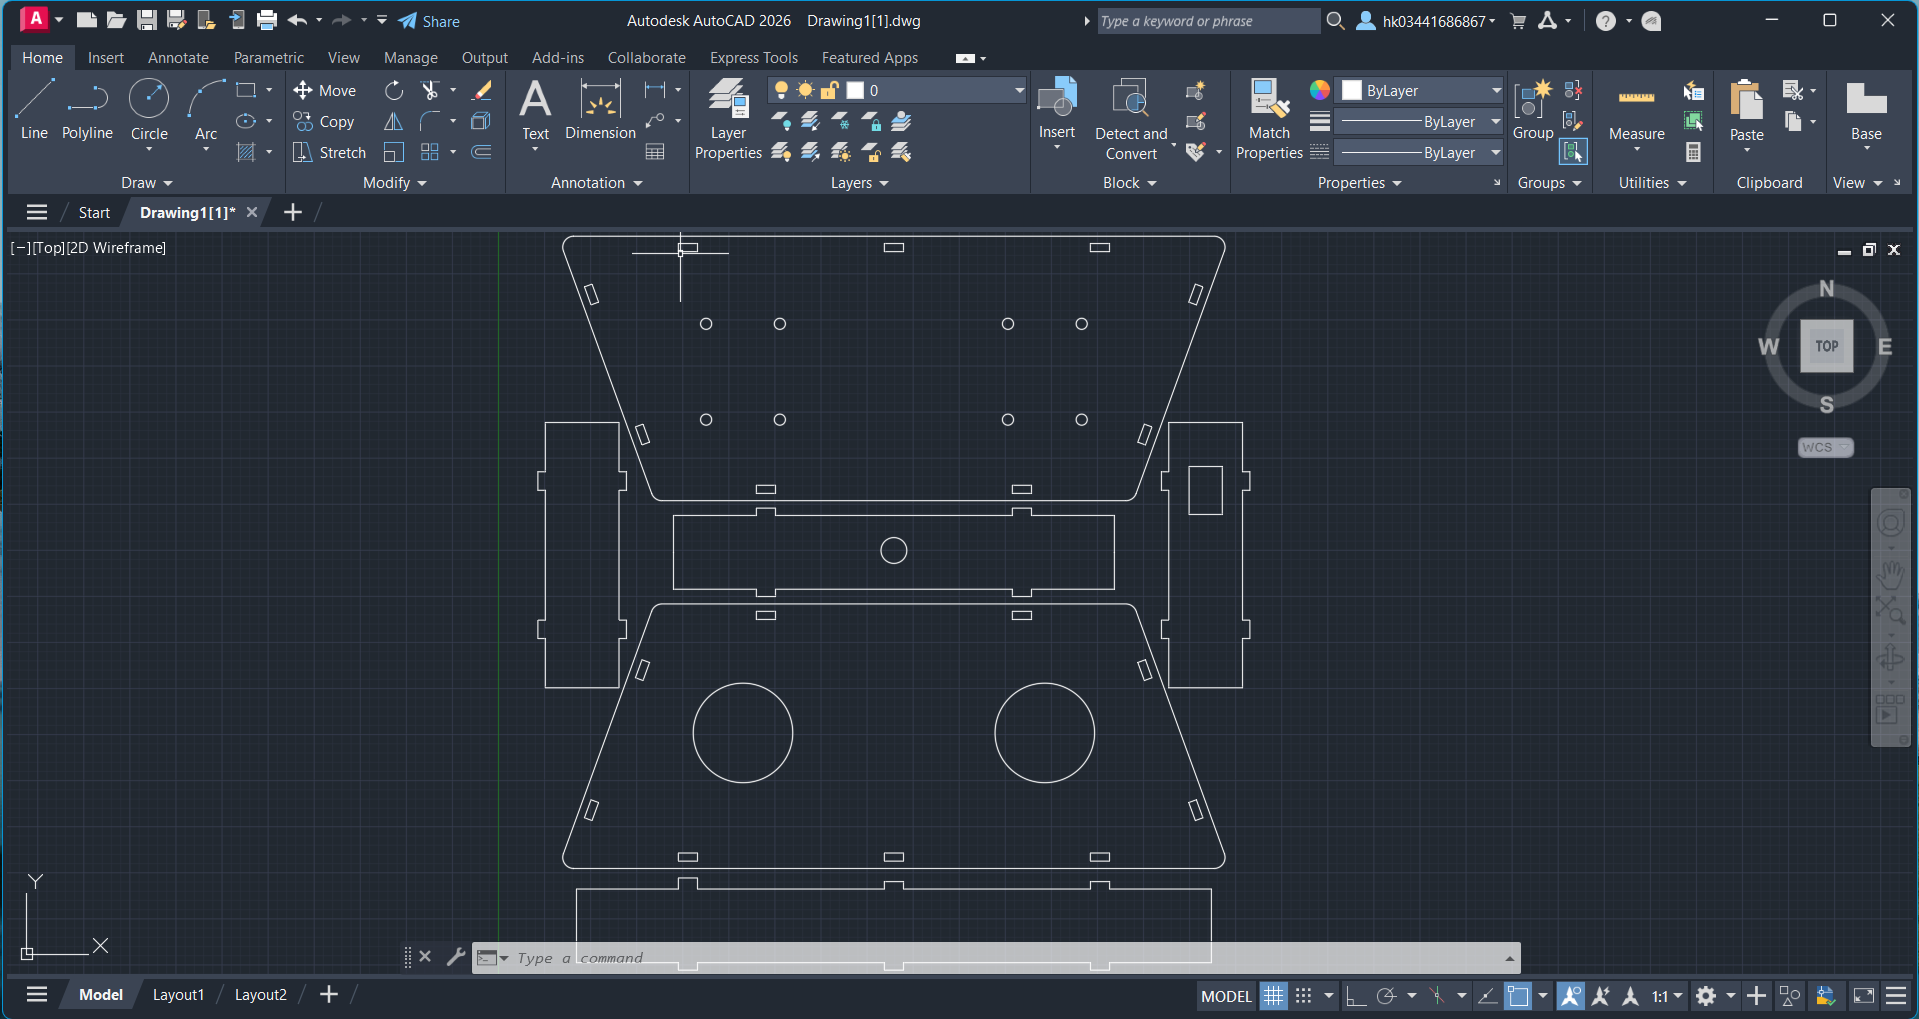 A Share Autodesk AutoCAD 2026 Drawing1[1].dwg Type a keyword or phrase hk03441686867 ?
Home Insert Annotate Parametric View Manage Output Add-ins Collaborate Express Tools Featured Apps
Line Polyline Circle Arc
Move
Copy
Stretch
A Text Dimension
Layer Properties
0
Insert Detect and Convert
Match Properties
ByLayer
ByLayer
ByLayer
Group Measure Paste Base
Draw Modify Annotation Layers Block Properties Groups Utilities Clipboard View
Start Drawing1[1]*
[−][Top][2D Wireframe]
N
W TOP E
S
WCS
Y
X
Type a command
Model Layout1 Layout2 MODEL 1:1